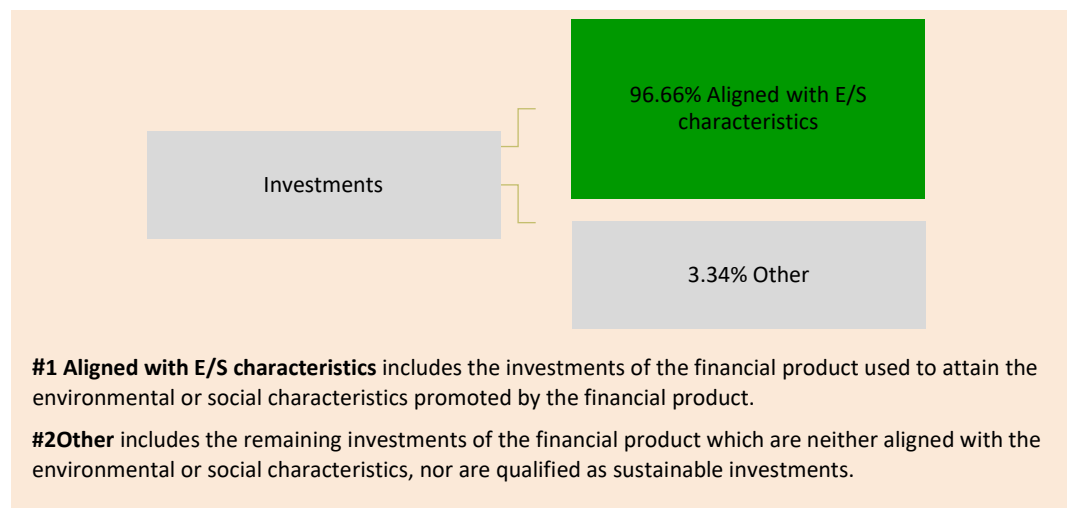 96.66% Aligned with E/S
characteristics
Investments
3.34% Other
#1 Aligned with E/S characteristics includes the investments of the financial product used to attain the
environmental or social characteristics promoted by the financial product.
#2Other includes the remaining investments of the financial product which are neither aligned with the
environmental or social characteristics, nor are qualified as sustainable investments.